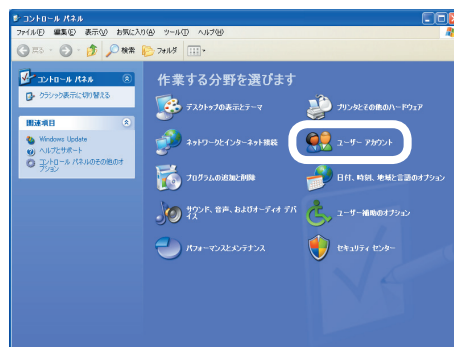 コントロール パネル
ファイル(F) 編集(E) 表示(V) お気に入り(A) ツール(T) ヘルプ(H)
戻る 検索 フォルダ
コントロール パネル
クラシック表示に切り替える
関連項目
Windows Update
ヘルプとサポート
コントロール パネルのその他のオプション
作業する分野を選びます
デスクトップの表示とテーマ
プリンタとその他のハードウェア
ネットワークとインターネット接続
ユーザー アカウント
プログラムの追加と削除
日付、時刻、地域と言語のオプション
サウンド、音声、およびオーディオ デバイス
ユーザー補助のオプション
パフォーマンスとメンテナンス
セキュリティ センター